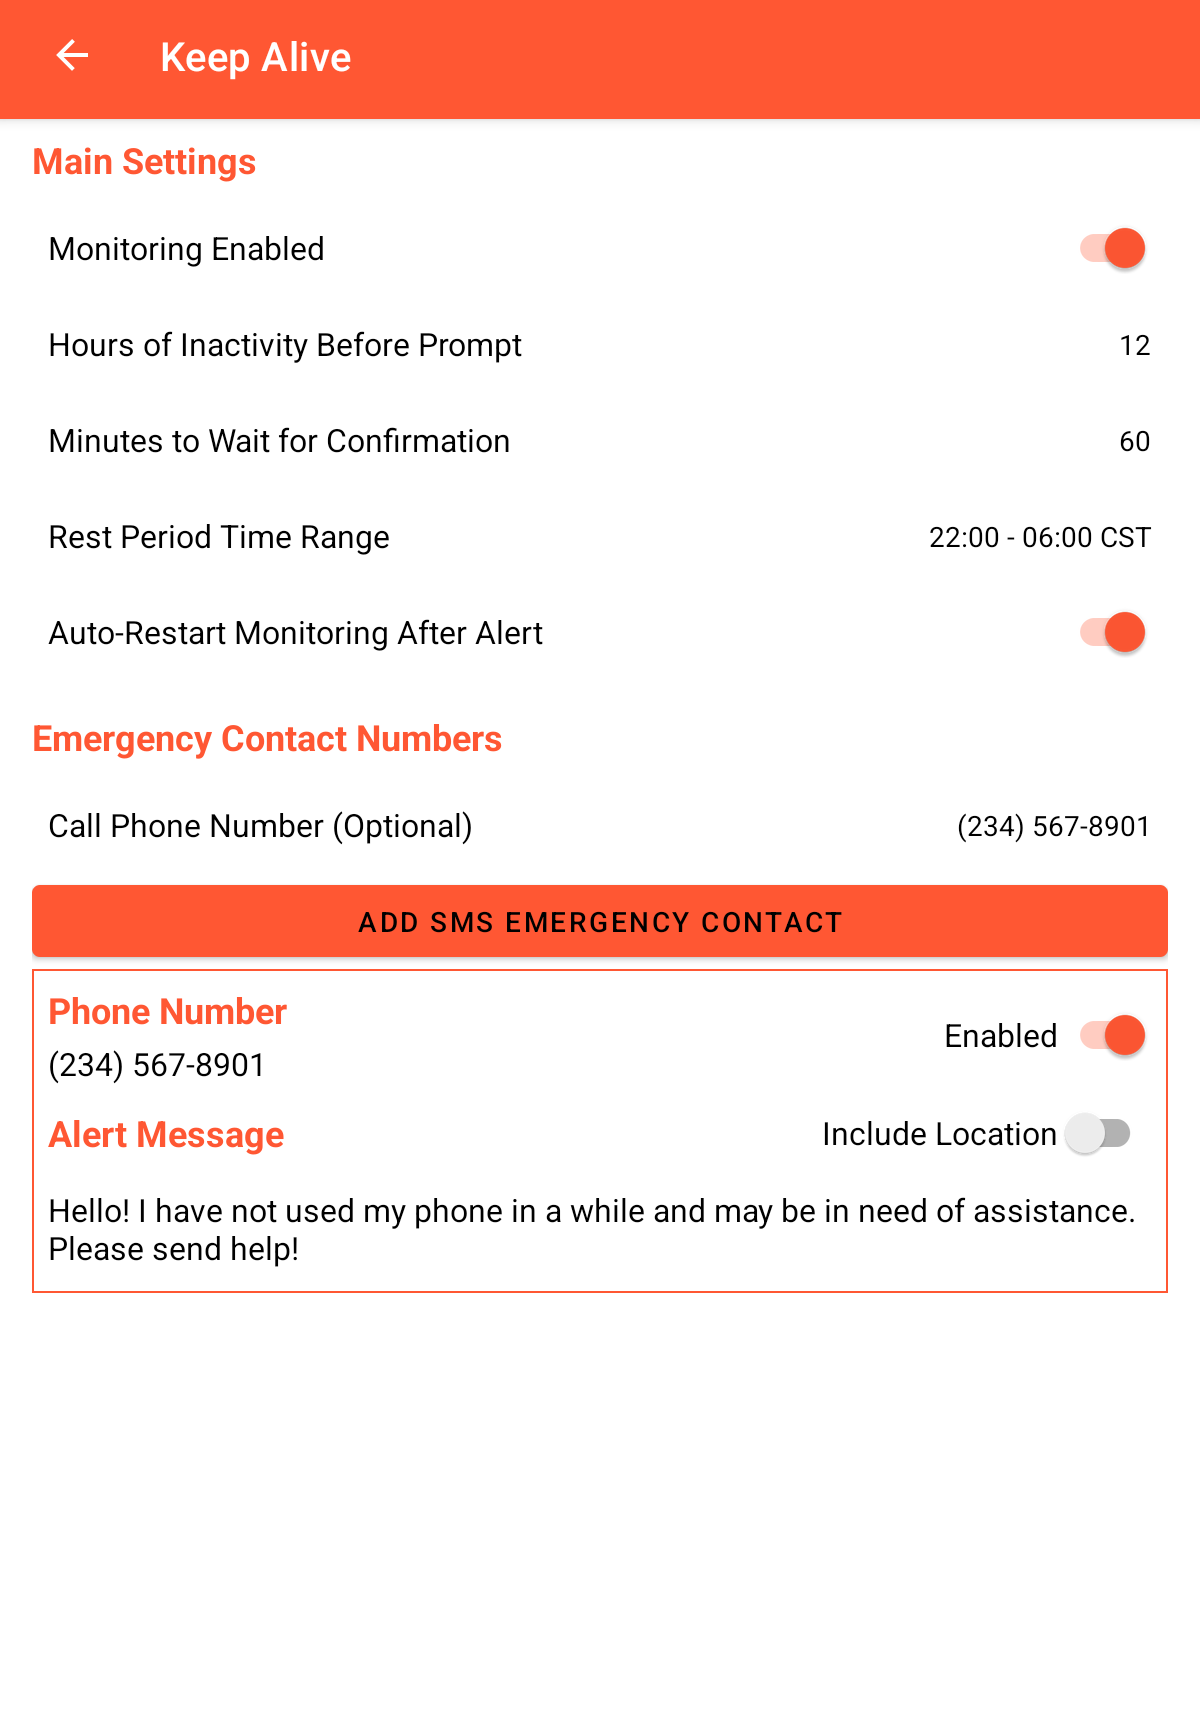 Keep Alive
Main Settings
Monitoring Enabled
Hours of Inactivity Before Prompt 12
Minutes to Wait for Confirmation 60
Rest Period Time Range 22:00 - 06:00 CST
Auto-Restart Monitoring After Alert
Emergency Contact Numbers
Call Phone Number (Optional) (234) 567-8901
ADD SMS EMERGENCY CONTACT
Phone Number
Enabled
(234) 567-8901
Alert Message Include Location
Hello! I have not used my phone in a while and may be in need of assistance.
Please send help!